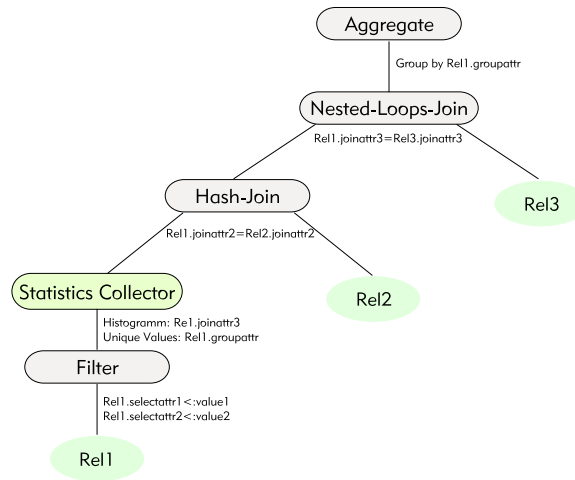 Aggregate
Group by Rel1.groupattr
Nested-Loops-Join
Rel1.joinattr3=Rel3.joinattr3
Hash-Join
Rel3
Rel1.joinattr2=Rel2.joinattr2
Statistics Collector
Rel2
Histogramm: Re1.joinattr3
Unique Values: Rel1.groupattr
Filter
Rel1.selectattr1<:value1
Rel1.selectattr2<:value2
Rel1